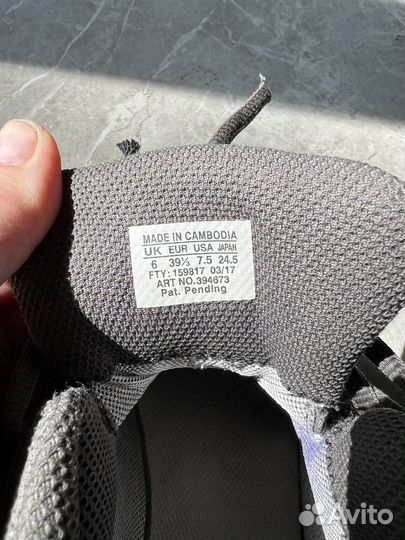 MADE IN CAMBODIA
UK EUR USA JAPAN
6 39½ 7.5 24.5
FTY: 159817 03/17
ART NO.394673
Pat. Pending
Avito